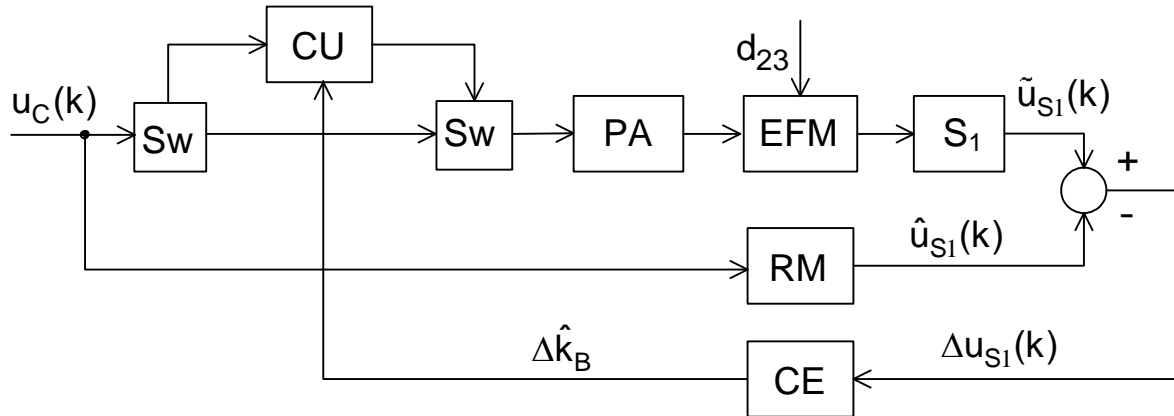 CU
d₂₃
u_C(k)
ũ_S1(k)
Sw
Sw
PA
EFM
S₁
+
-
û_S1(k)
RM
Δk̂_B
Δu_S1(k)
CE